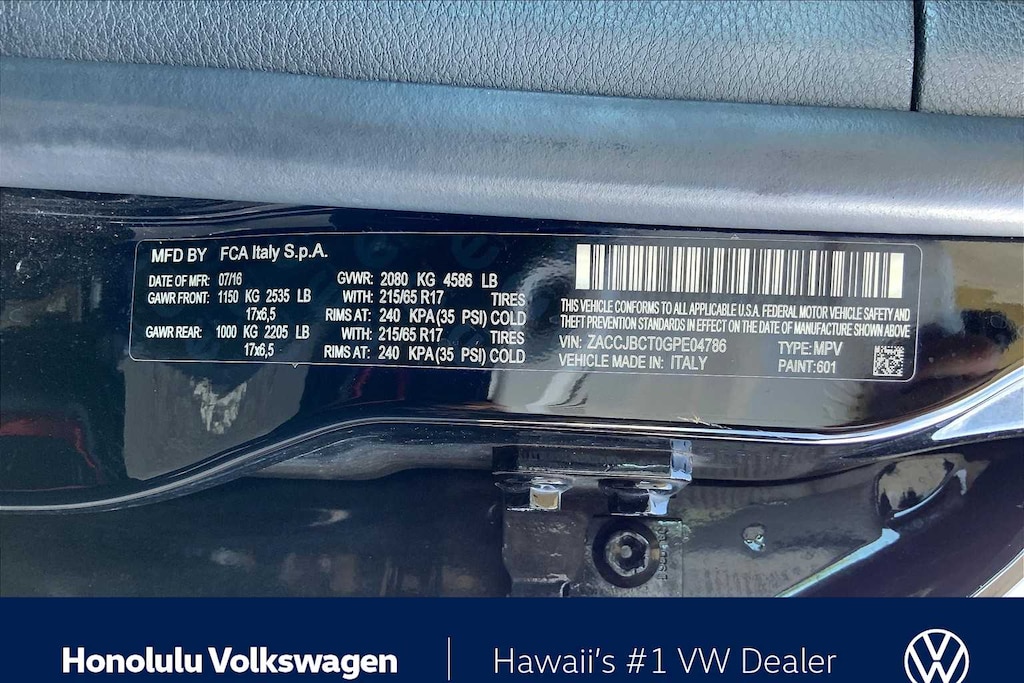 MFD BY FCA Italy S.p.A.
DATE OF MFR: 07/16 GVWR: 2080 KG 4586 LB
GAWR FRONT: 1150 KG 2535 LB WITH: 215/65 R17 TIRES
17x6,5 RIMS AT: 240 KPA(35 PSI) COLD
GAWR REAR: 1000 KG 2205 LB WITH: 215/65 R17 TIRES
17x6,5 RIMS AT: 240 KPA(35 PSI) COLD
THIS VEHICLE CONFORMS TO ALL APPLICABLE U.S.A. FEDERAL MOTOR VEHICLE SAFETY AND
THEFT PREVENTION STANDARDS IN EFFECT ON THE DATE OF MANUFACTURE SHOWN ABOVE
VIN: ZACCJBCT0GPE04786 TYPE:MPV
VEHICLE MADE IN: ITALY PAINT:601
Honolulu Volkswagen
Hawaii's #1 VW Dealer